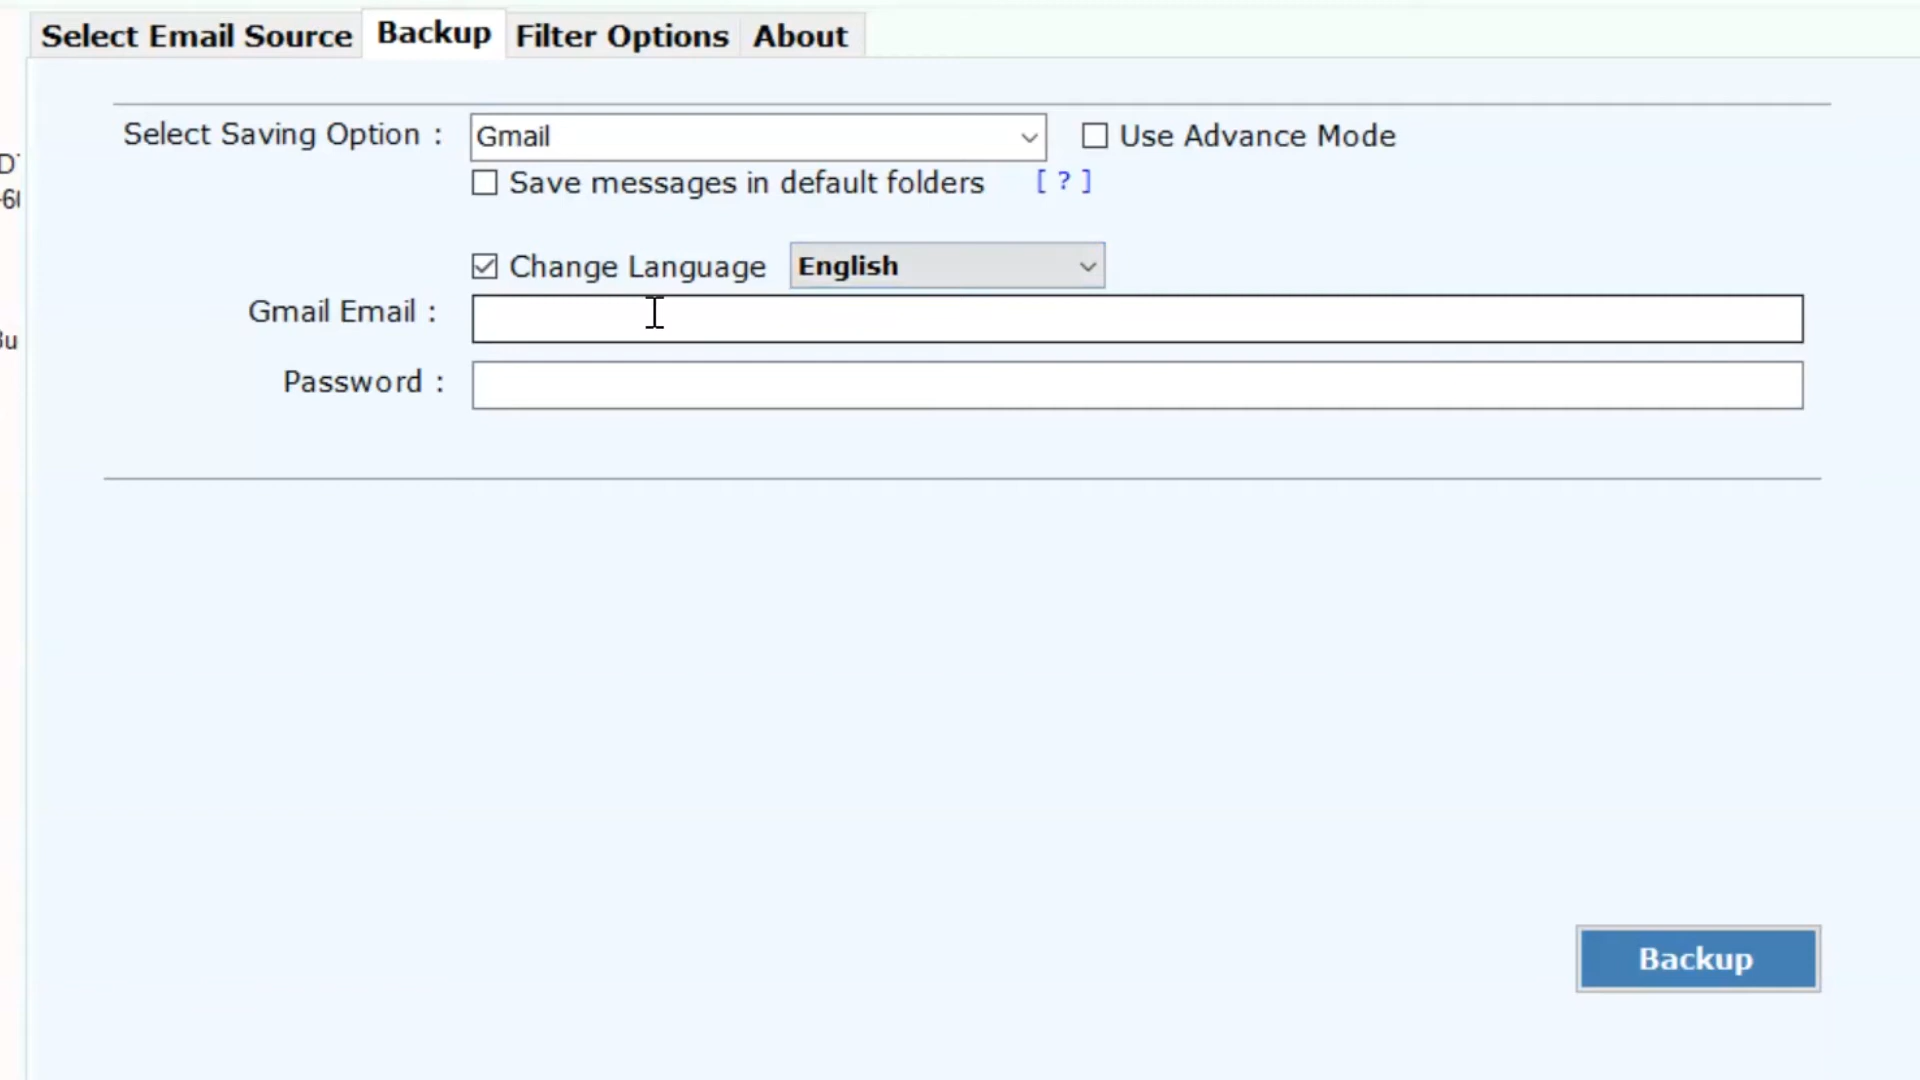 Select Email Source Backup Filter Options About
Select Saving Option : Gmail Use Advance Mode
Save messages in default folders [ ? ]
Change Language English
Gmail Email :
Password :
Backup